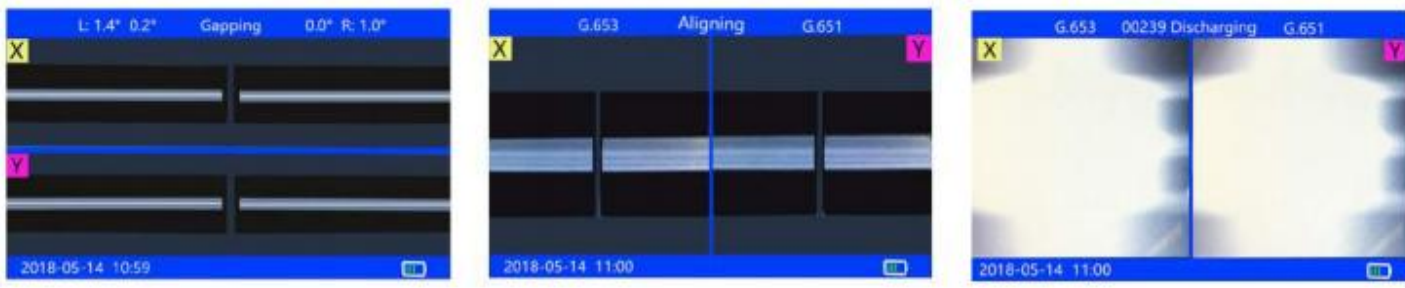 L: 1.4° 0.2° Gapping 0.0° R: 1.0°
X
Y
2018-05-14 10:59
G.653 Aligning G.651
X Y
2018-05-14 11:00
G.653 00239 Discharging G.651
X Y
2018-05-14 11:00